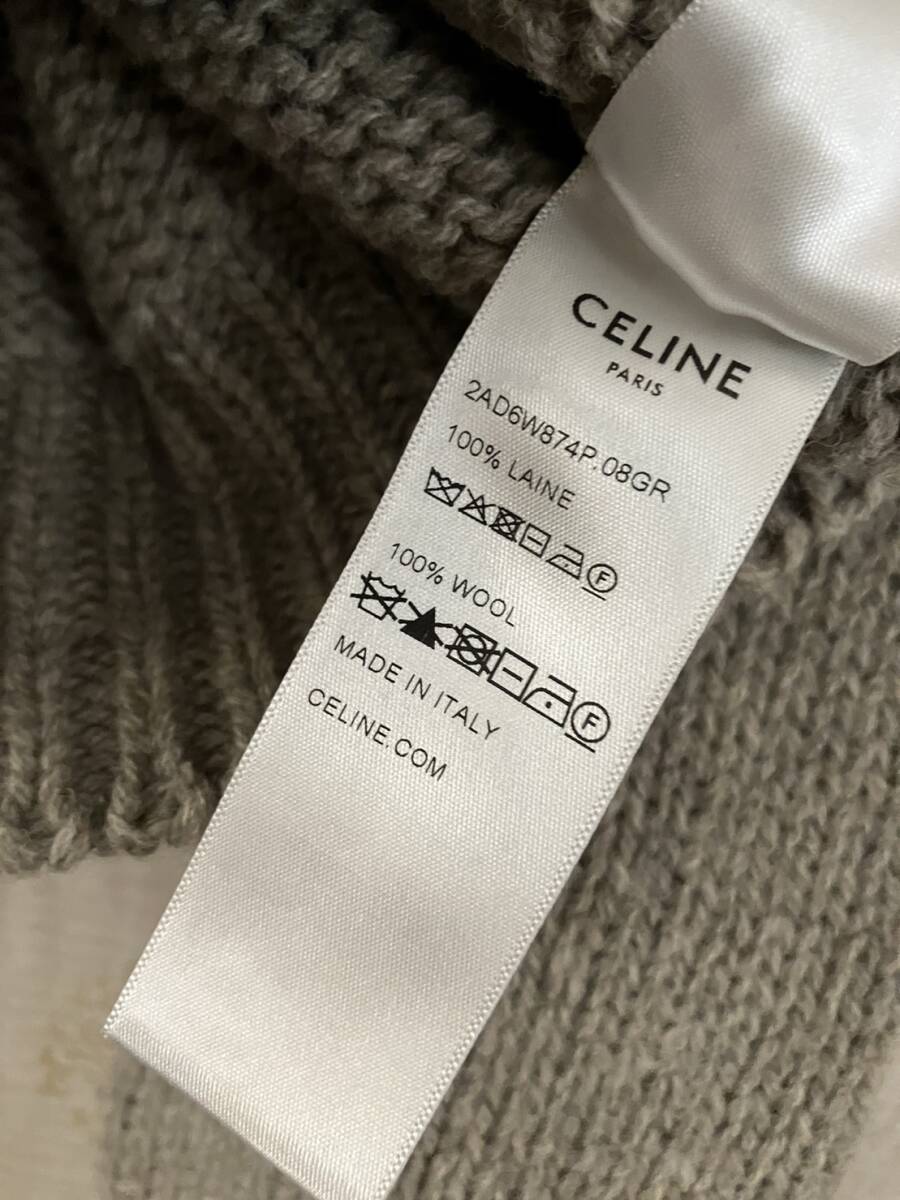 CELINE
PARIS
2AD6W874P.08GR
100% LAINE
F
100% WOOL
F
MADE IN ITALY
CELINE.COM